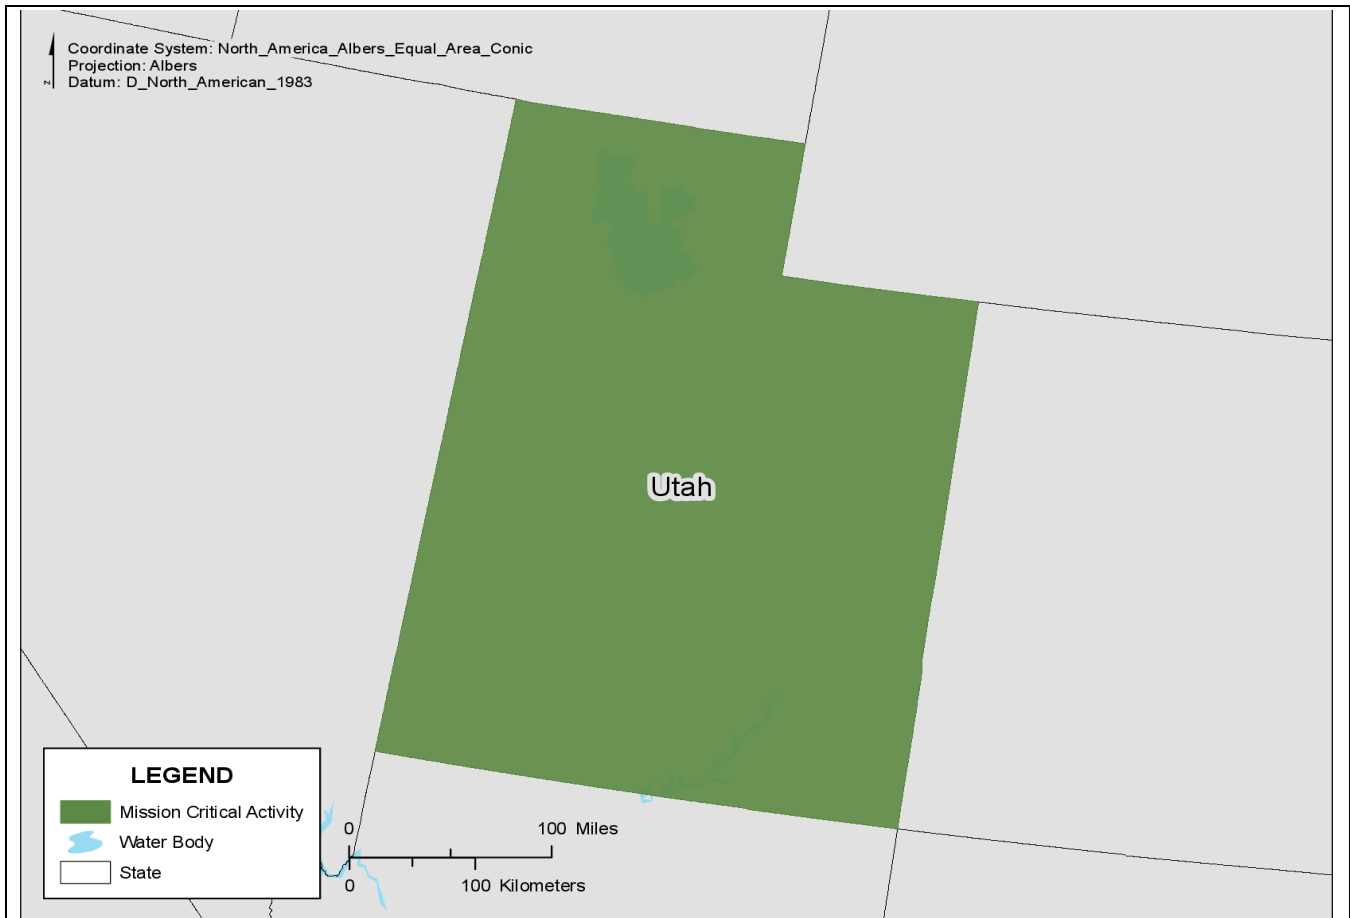 Coordinate System: North_America_Albers_Equal_Area_Conic
Projection: Albers
Datum: D_North_American_1983
z
Utah
LEGEND
Mission Critical Activity
Water Body
State
0 100 Miles
0 100 Kilometers